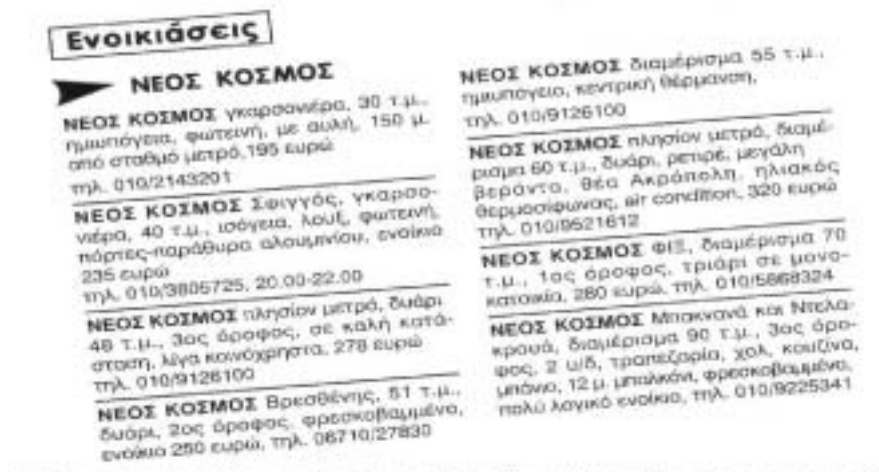 Ενοικιάσεις
ΝΕΟΣ ΚΟΣΜΟΣ
ΝΕΟΣ ΚΟΣΜΟΣ γκαρσονιέρα, 30 τ.μ.,
ημιυπόγεια, φωτεινή, με αυλή, 150 μ.
από σταθμό μετρό,195 ευρώ
τηλ. 010/2143201
ΝΕΟΣ ΚΟΣΜΟΣ Σφιγγός, γκαρσο-
νιέρα, 40 τ.μ., ισόγεια, λουξ, φωτεινή,
πόρτες-παράθυρα αλουμινίου, ενοίκιο
235 ευρώ
τηλ. 010/3805725, 20.00-22.00
ΝΕΟΣ ΚΟΣΜΟΣ πλησίον μετρό, δυάρι
48 τ.μ., 3ος όροφος, σε καλή κατά-
σταση, λίγα κοινόχρηστα, 278 ευρώ
τηλ. 010/9126100
ΝΕΟΣ ΚΟΣΜΟΣ Βρεσθένης, 51 τ.μ.,
δυάρι, 2ος όροφος, φρεσκοβαμμένο,
ενοίκιο 250 ευρώ, τηλ. 06710/27830
ΝΕΟΣ ΚΟΣΜΟΣ διαμέρισμα 55 τ.μ.,
ημιυπόγειο, κεντρική θέρμανση,
τηλ. 010/9126100
ΝΕΟΣ ΚΟΣΜΟΣ πλησίον μετρό, διαμέ-
ρισμα 60 τ.μ., δυάρι, ρετιρέ, μεγάλη
βεράντα, θέα Ακρόπολη, ηλιακός
θερμοσίφωνας, air condition, 320 ευρώ
τηλ. 010/9521612
ΝΕΟΣ ΚΟΣΜΟΣ ΦΙΞ, διαμέρισμα 70
τ.μ., 1ος όροφος, τριάρι σε μονο-
κατοικία, 280 ευρώ, τηλ. 010/5868324
ΝΕΟΣ ΚΟΣΜΟΣ Μπακνανά και Ντελα-
κρουά, διαμέρισμα 90 τ.μ., 3ος όρο-
φος, 2 υ/δ, τραπεζαρία, χολ, κουζίνα,
μπάνιο, 12 μ. μπαλκόνι, φρεσκοβαμμένο,
πολύ λογικό ενοίκιο, τηλ. 010/9225341